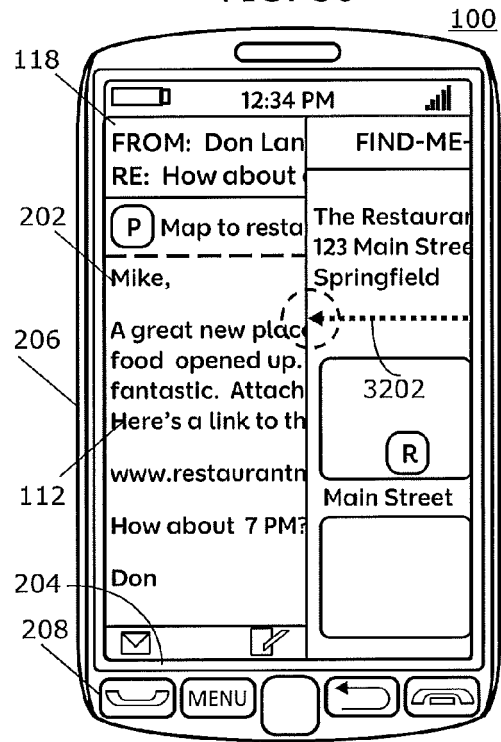 100
118
12:34 PM
FROM: Don Lan
RE: How about
FIND-ME-
202
P Map to resta
The Restaurar
123 Main Stree
Springfield
Mike,
206
A great new place
food opened up.
fantastic. Attach
Here's a link to th
3202
R
112
www.restaurantn
Main Street
How about 7 PM?
Don
204
208
MENU